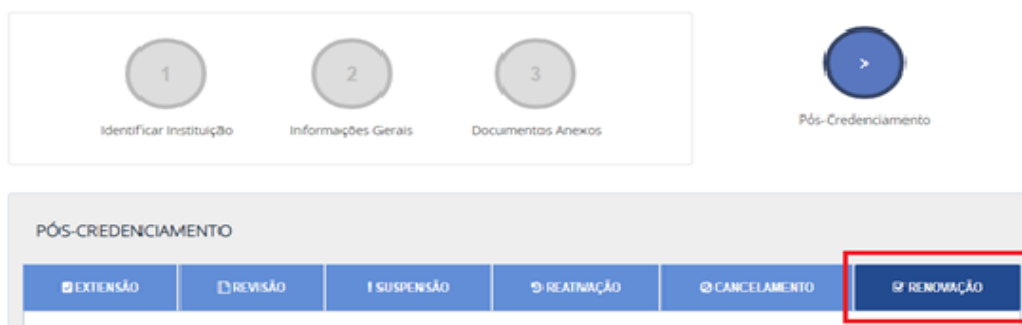 1 2 3 >
Identificar Instituição Informações Gerais Documentos Anexos Pós-Credenciamento
PÓS-CREDENCIAMENTO
EXTENSÃO REVISÃO SUSPENSÃO REATIVAÇÃO CANCELAMENTO RENOVAÇÃO